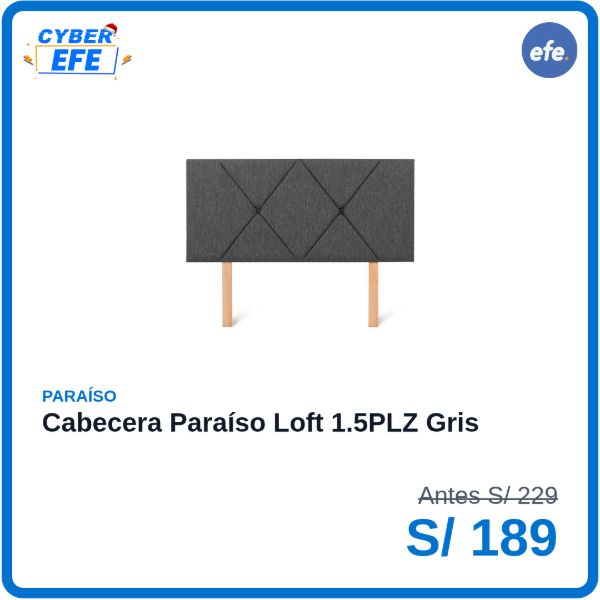 CYBER
EFE
efe.
PARAÍSO
Cabecera Paraíso Loft 1.5PLZ Gris
Antes S/ 229
S/ 189